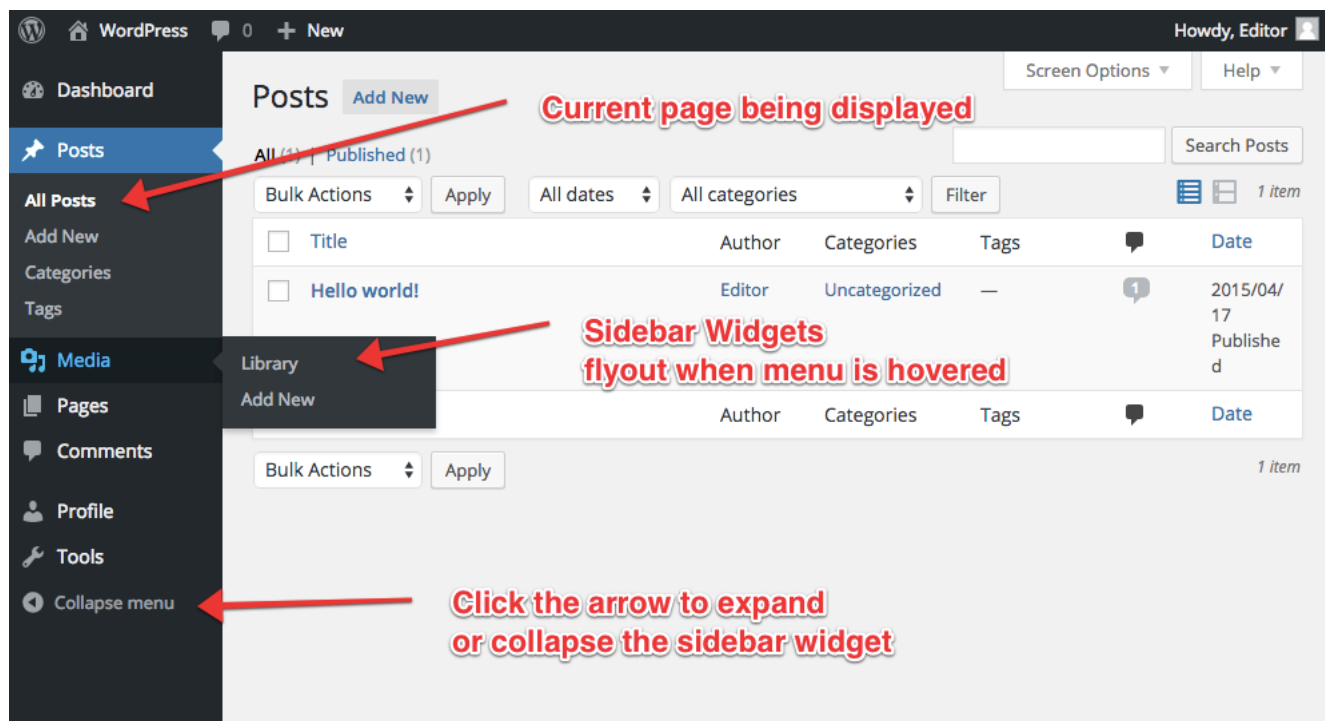 WordPress 0 + New Howdy, Editor
Screen Options Help
Dashboard
Posts Add New
Current page being displayed
Posts
All (1) | Published (1)
Search Posts
All Posts
Bulk Actions Apply All dates All categories Filter 1 item
Add New
Title Author Categories Tags Date
Categories
Hello world! Editor Uncategorized — 1 2015/04/
17
Publishe
d
Tags
Sidebar Widgets
flyout when menu is hovered
Media
Library
Add New
Pages
Author Categories Tags Date
Comments
Bulk Actions Apply 1 item
Profile
Tools
Collapse menu
Click the arrow to expand
or collapse the sidebar widget